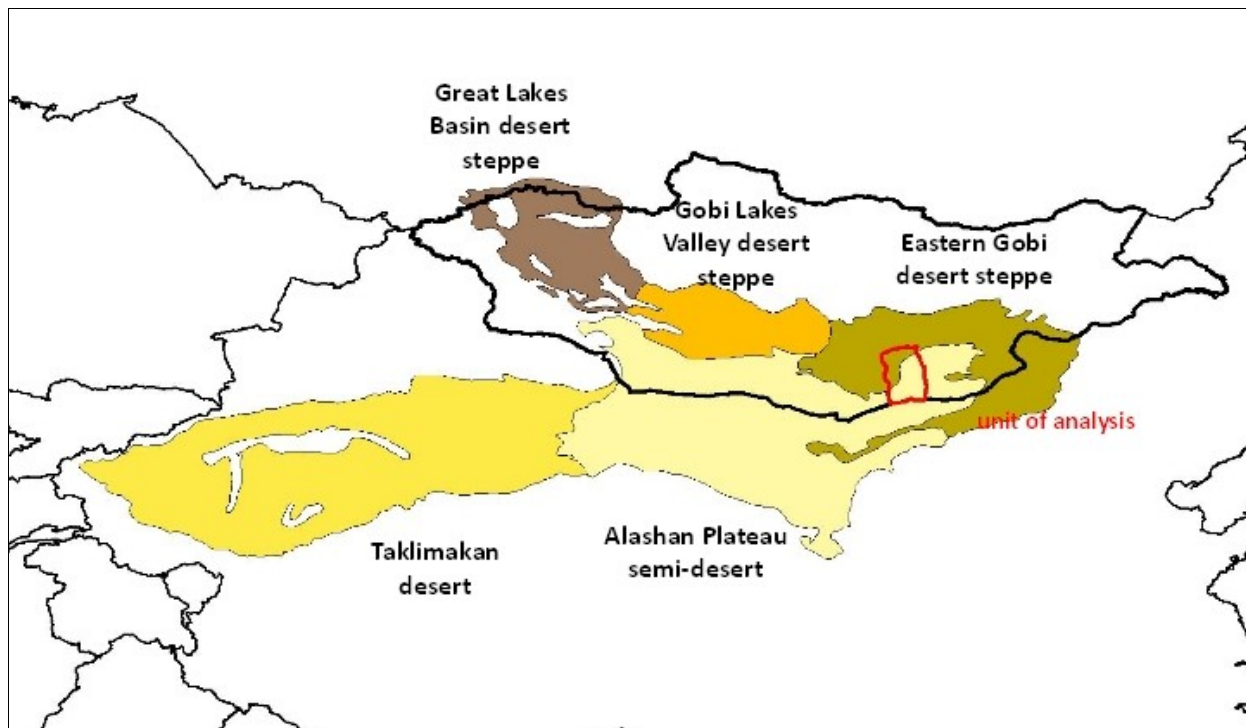 Great Lakes
Basin desert
steppe
Gobi Lakes
Valley desert
steppe
Eastern Gobi
desert steppe
unit of analysis
Taklimakan
desert
Alashan Plateau
semi-desert